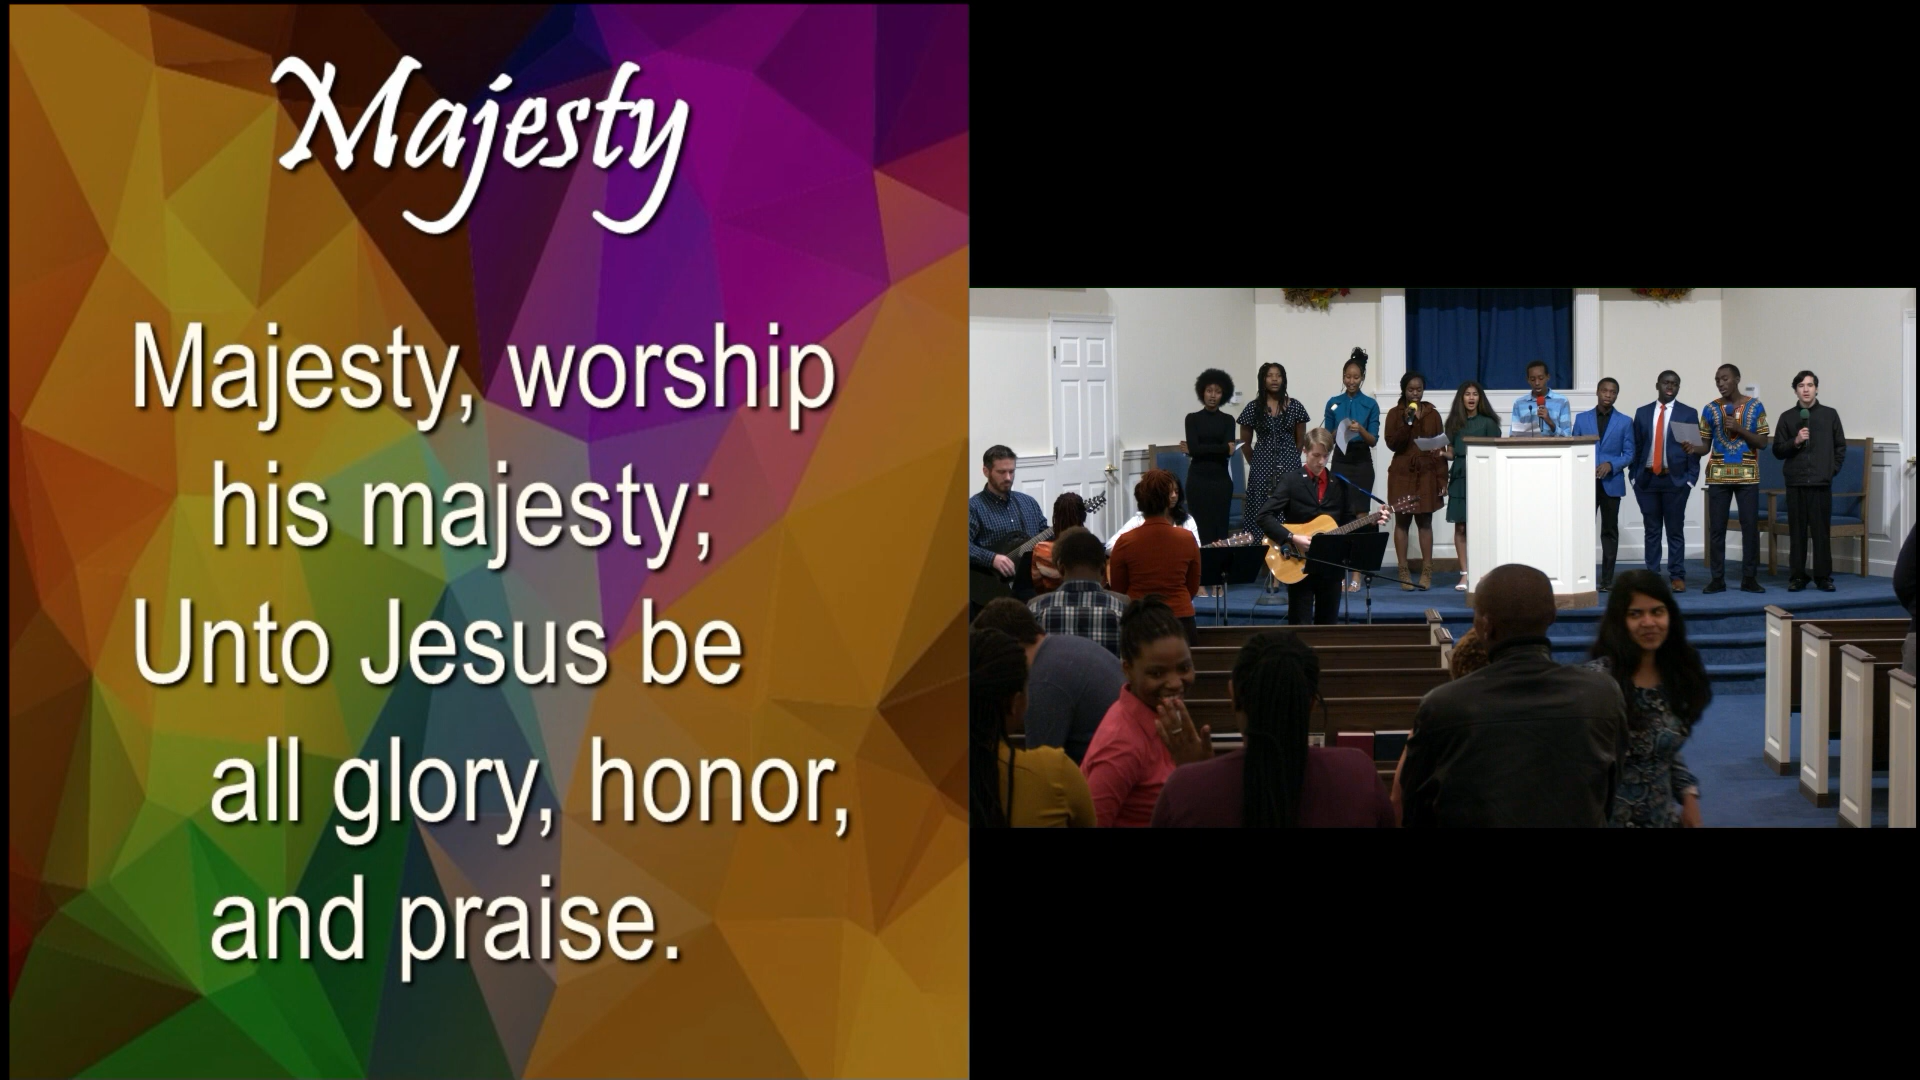 Majesty
Majesty, worship
his majesty;
Unto Jesus be
all glory, honor,
and praise.